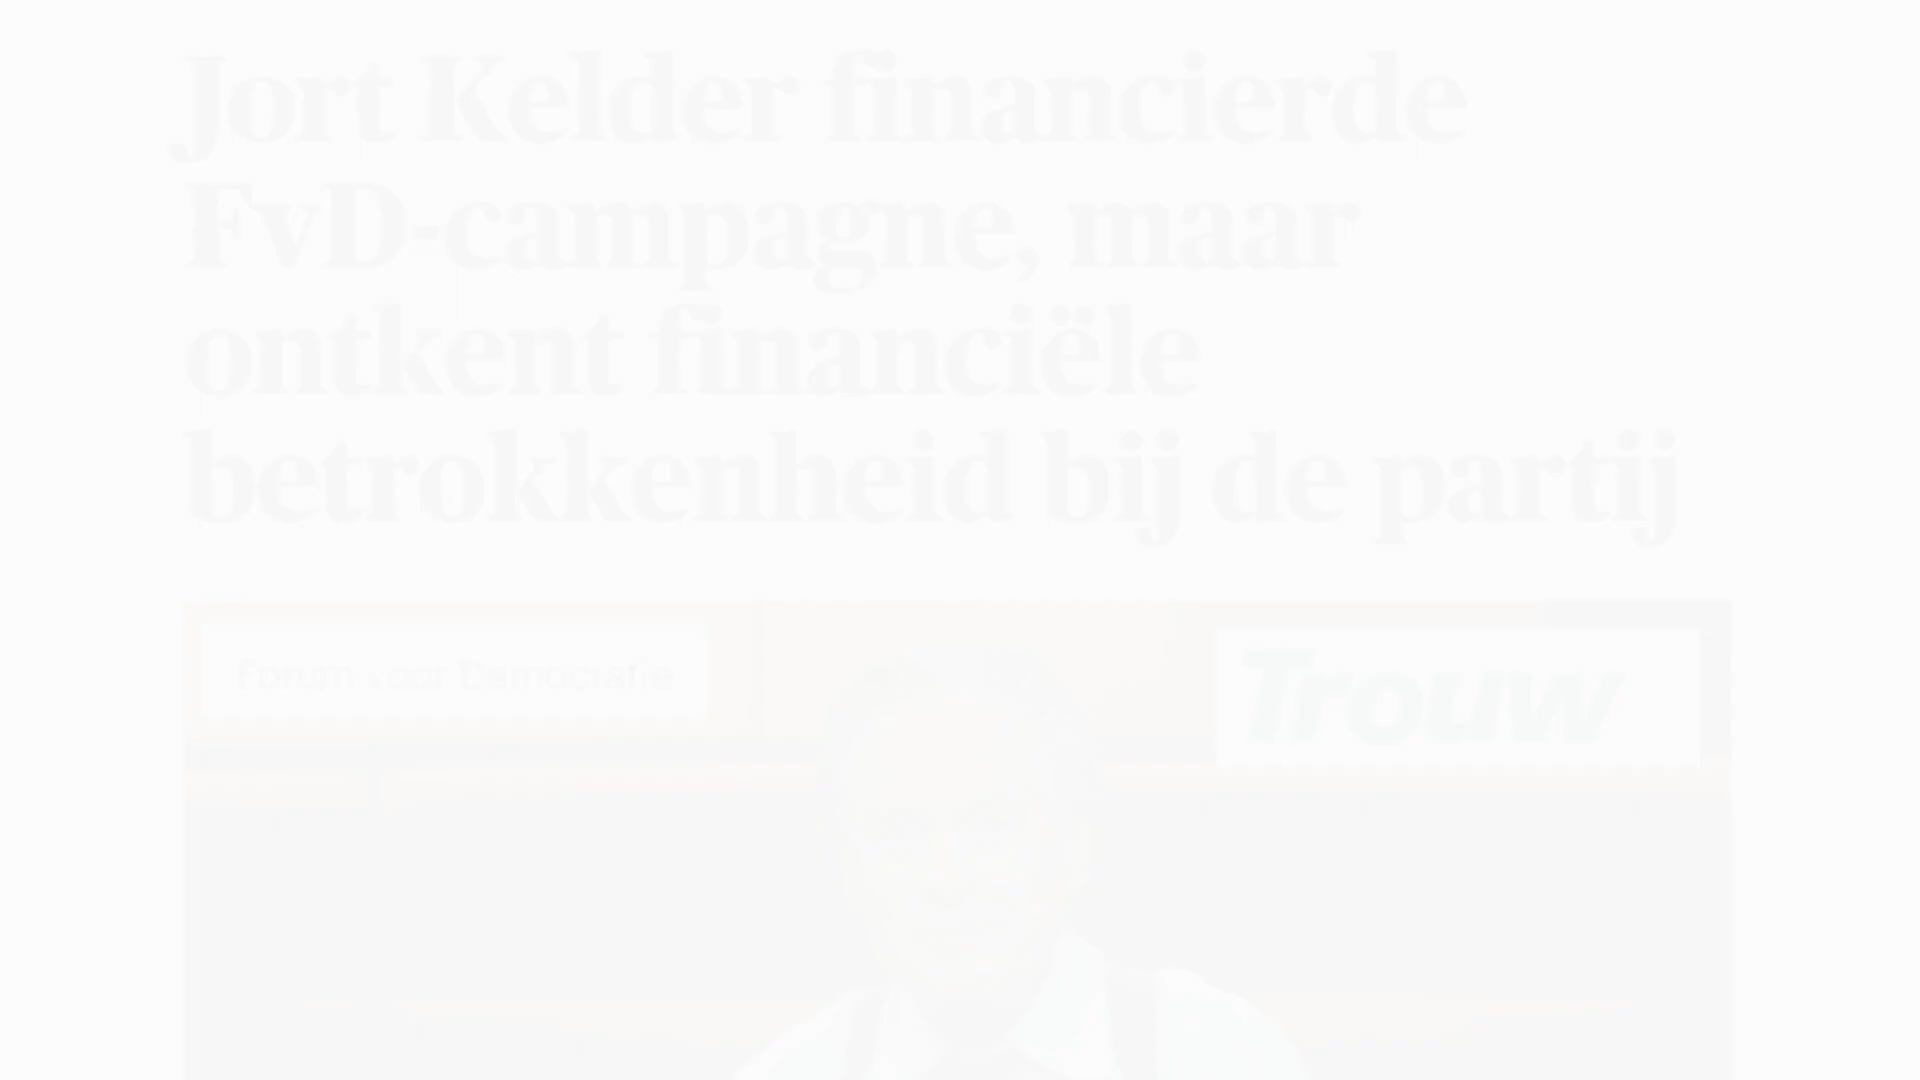 Jort Kelder financierde
FvD-campagne, maar
ontkent financiële
betrokkenheid bij de partij
Forum voor Democratie
Trouw